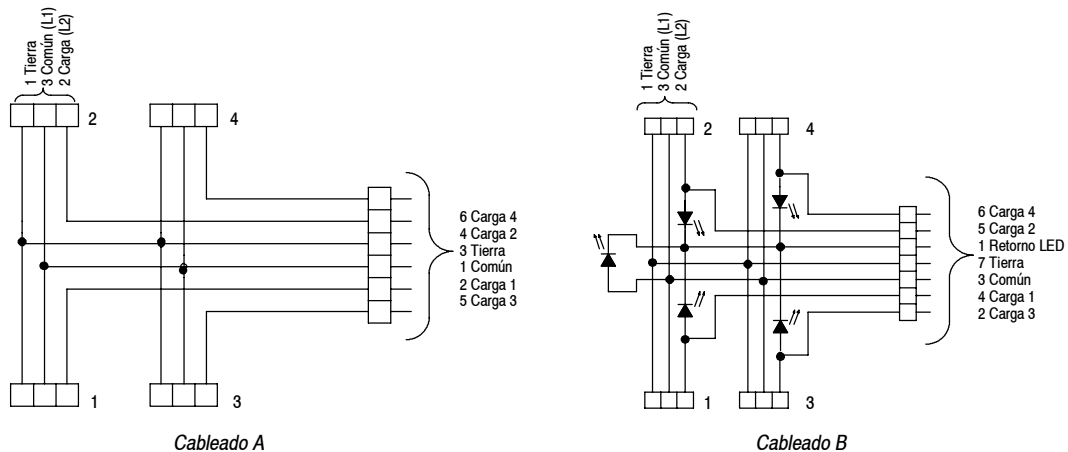 1 Tierra
3 Común (L1)
2 Carga (L2)
2
4
6 Carga 4
4 Carga 2
3 Tierra
1 Común
2 Carga 1
5 Carga 3
1
3
Cableado A
1 Tierra
3 Común (L1)
2 Carga (L2)
2
4
6 Carga 4
5 Carga 2
1 Retorno LED
7 Tierra
3 Común
4 Carga 1
2 Carga 3
1
3
Cableado B